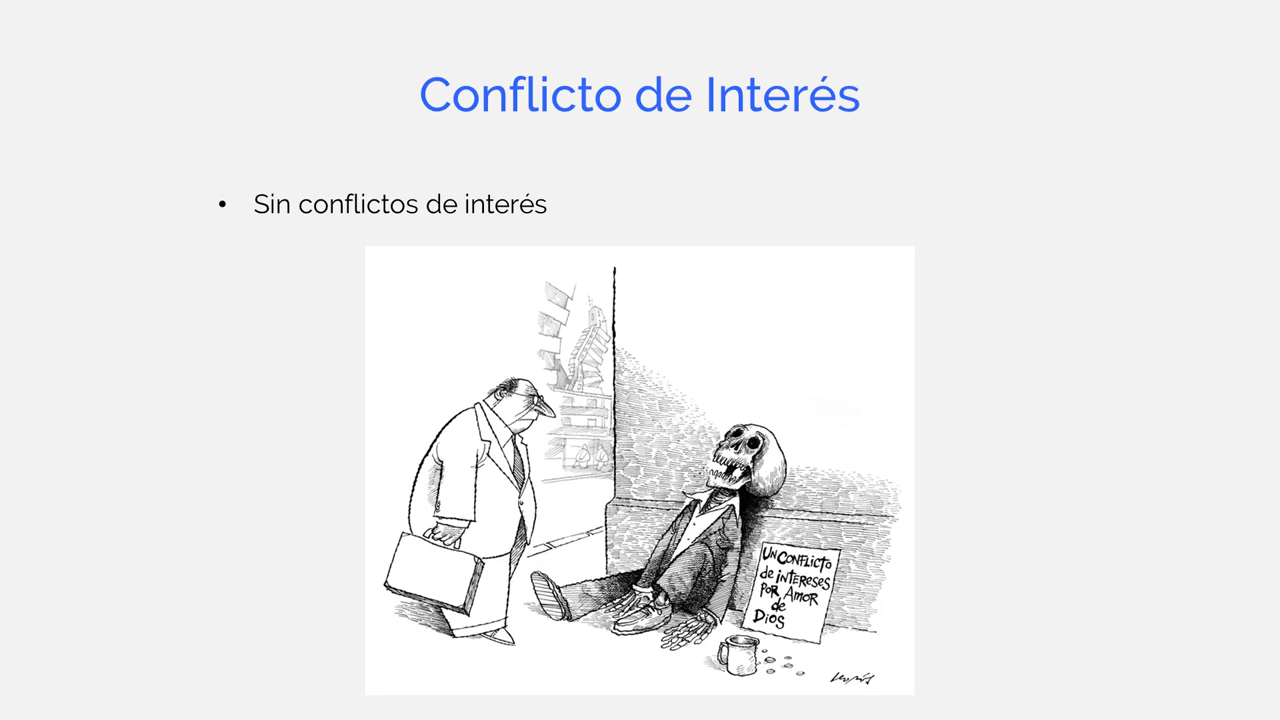 Conflicto de Interés
• Sin conflictos de interés
UN CONFLICTO
de iNTERESES
POR AMOR
de
DiOS